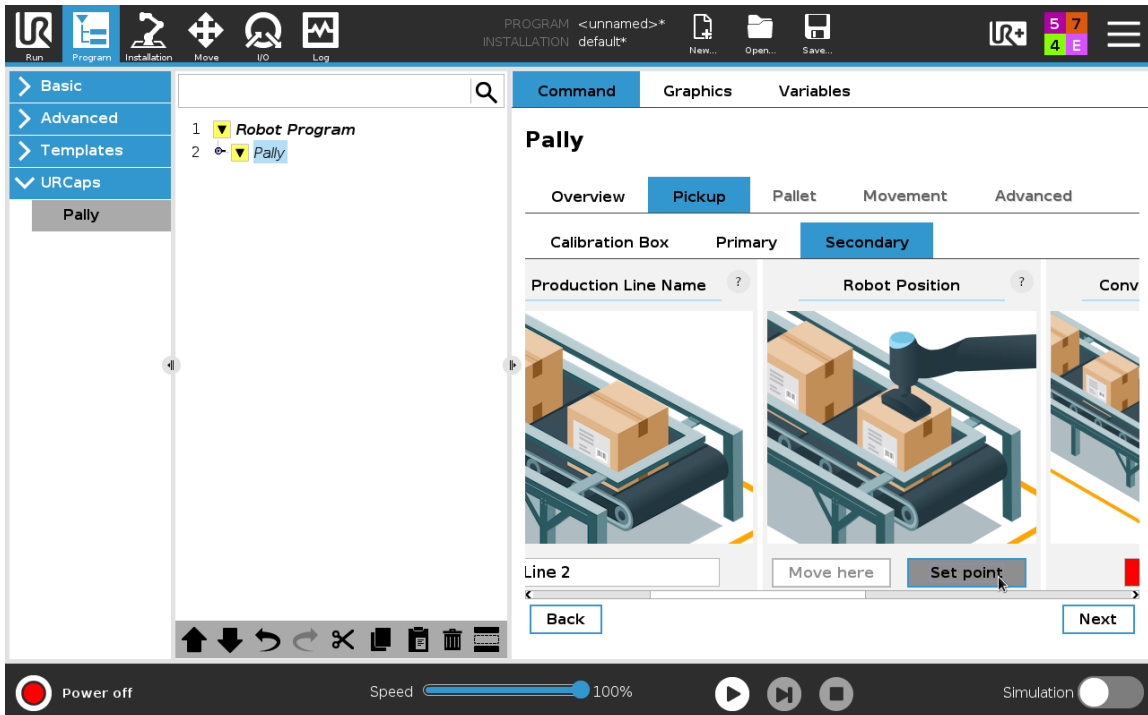 PROGRAM <unnamed>*
INSTALLATION default*
UR+
5 7
4 E
Run
Program
Installation
Move
I/O
Log
New...
Open...
Save...
Basic
Advanced
Templates
URCaps
Pally
1 Robot Program
2 Pally
Command Graphics Variables
Pally
Overview Pickup Pallet Movement Advanced
Calibration Box Primary Secondary
Production Line Name ? Robot Position ? Conv
Line 2 Move here Set point
Back Next
Power off Speed 100% Simulation